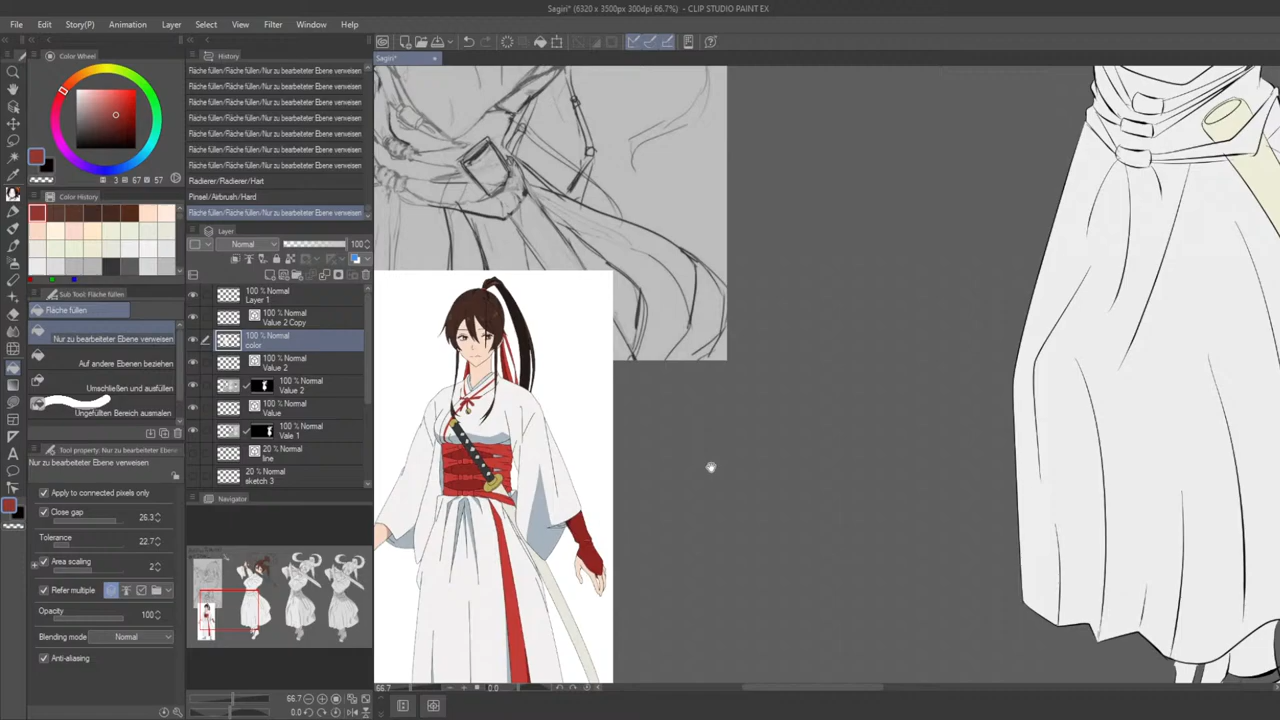 Sagiri* (6320 x 3500px 300dpi 66.7%) - CLIP STUDIO PAINT EX
File Edit Story(P) Animation Layer Select View Filter Window Help
Color Wheel
3 67 57
Color History
Sub Tool: Fläche füllen
Fläche füllen
Nur zu bearbeitete Ebene verweisen
Auf andere Ebenen beziehen
Umschließen und ausfüllen
Ungefüllten Bereich ausmalen
Tool property: Nur zu bearbeitete Ebene verweisen
Nur zu bearbeitete Ebene verweisen
Apply to connected pixels only
Close gap 26.3
Tolerance 22.7
Area scaling 2
Refer multiple
Opacity 100
Blending mode Normal
Anti-aliasing
History
Fläche füllen/Fläche füllen/Nur zu bearbeitete Ebene verweisen
Fläche füllen/Fläche füllen/Nur zu bearbeitete Ebene verweisen
Fläche füllen/Fläche füllen/Nur zu bearbeitete Ebene verweisen
Fläche füllen/Fläche füllen/Nur zu bearbeitete Ebene verweisen
Fläche füllen/Fläche füllen/Nur zu bearbeitete Ebene verweisen
Fläche füllen/Fläche füllen/Nur zu bearbeitete Ebene verweisen
Fläche füllen/Fläche füllen/Nur zu bearbeitete Ebene verweisen
Radierer/Radierer/Hart
Pinsel/Airbrush/Hard
Fläche füllen/Fläche füllen/Nur zu bearbeitete Ebene verweisen
Layer
Normal 100
100 % Normal
Layer 1
100 % Normal
Value 2 Copy
100 % Normal
color
100 % Normal
Value 2
100 % Normal
Value 2
100 % Normal
Value
100 % Normal
Vale 1
20 % Normal
line
20 % Normal
sketch 3
Navigator
66.7
0.0
Sagiri*
66.7 0.0